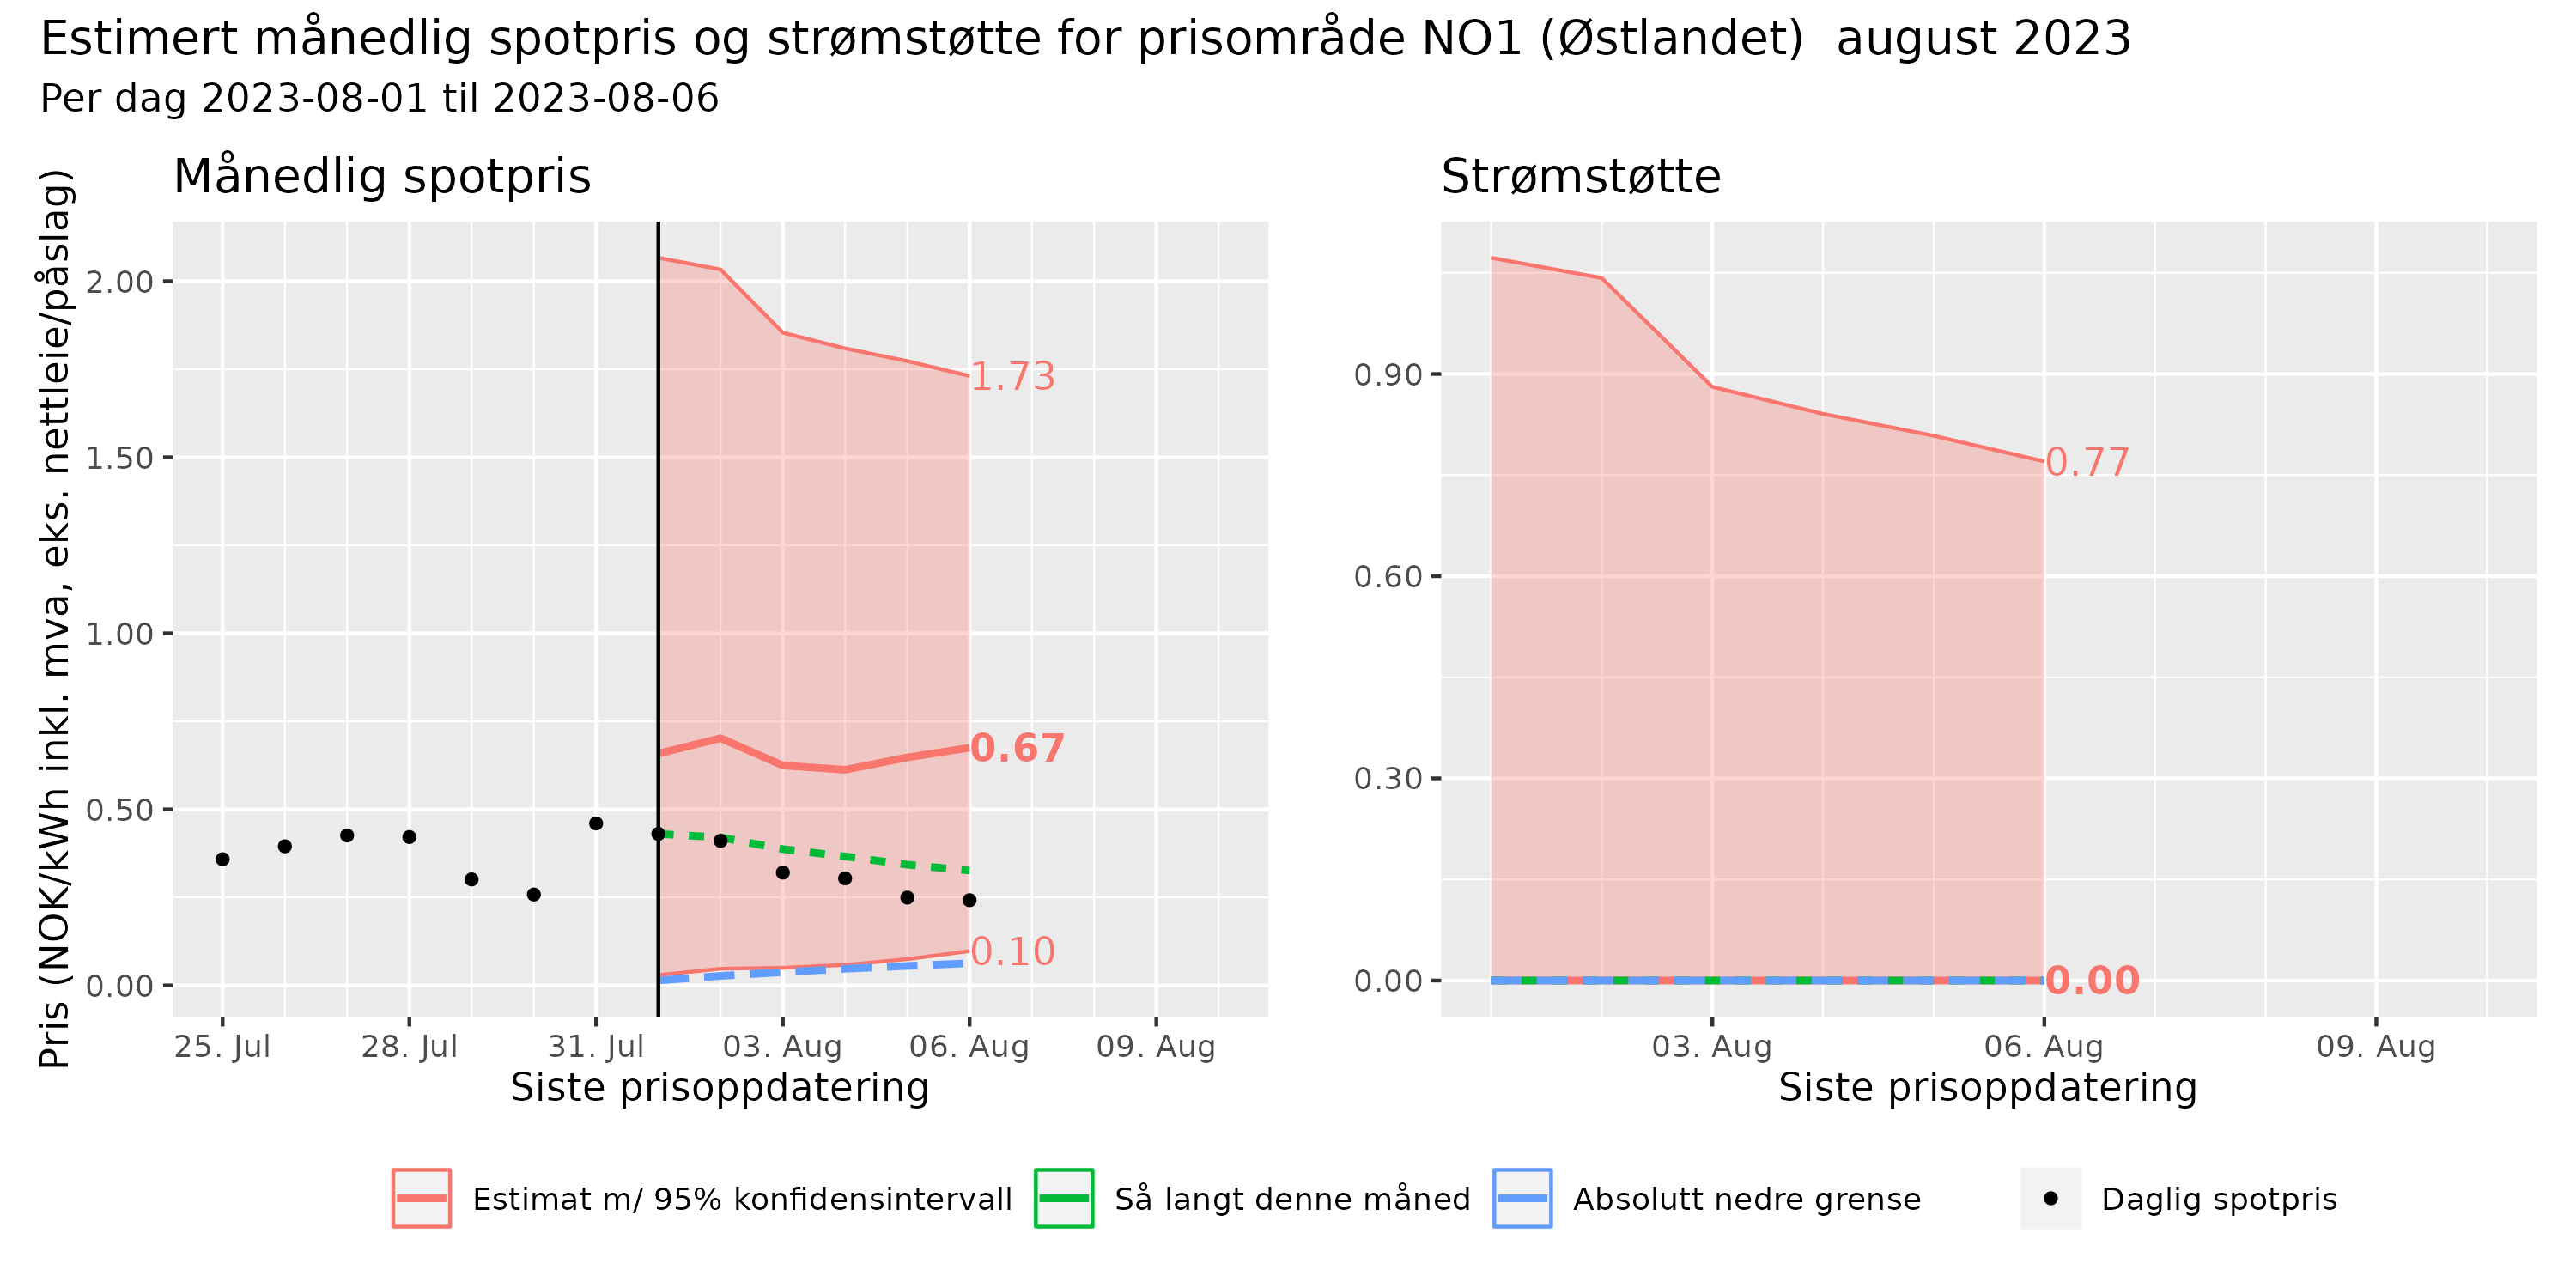 Estimert månedlig spotpris og strømstøtte for prisområde NO1 (Østlandet)  august 2023
Per dag 2023-08-01 til 2023-08-06
Månedlig spotpris
Pris (NOK/kWh inkl. mva, eks. nettleie/påslag)
2.00
1.50
1.00
0.50
0.00
1.73
0.67
0.10
25. Jul
28. Jul
31. Jul
03. Aug
06. Aug
09. Aug
Siste prisoppdatering
Strømstøtte
0.90
0.60
0.30
0.00
0.77
0.00
03. Aug
06. Aug
09. Aug
Siste prisoppdatering
Estimat m/ 95% konfidensintervall
Så langt denne måned
Absolutt nedre grense
Daglig spotpris